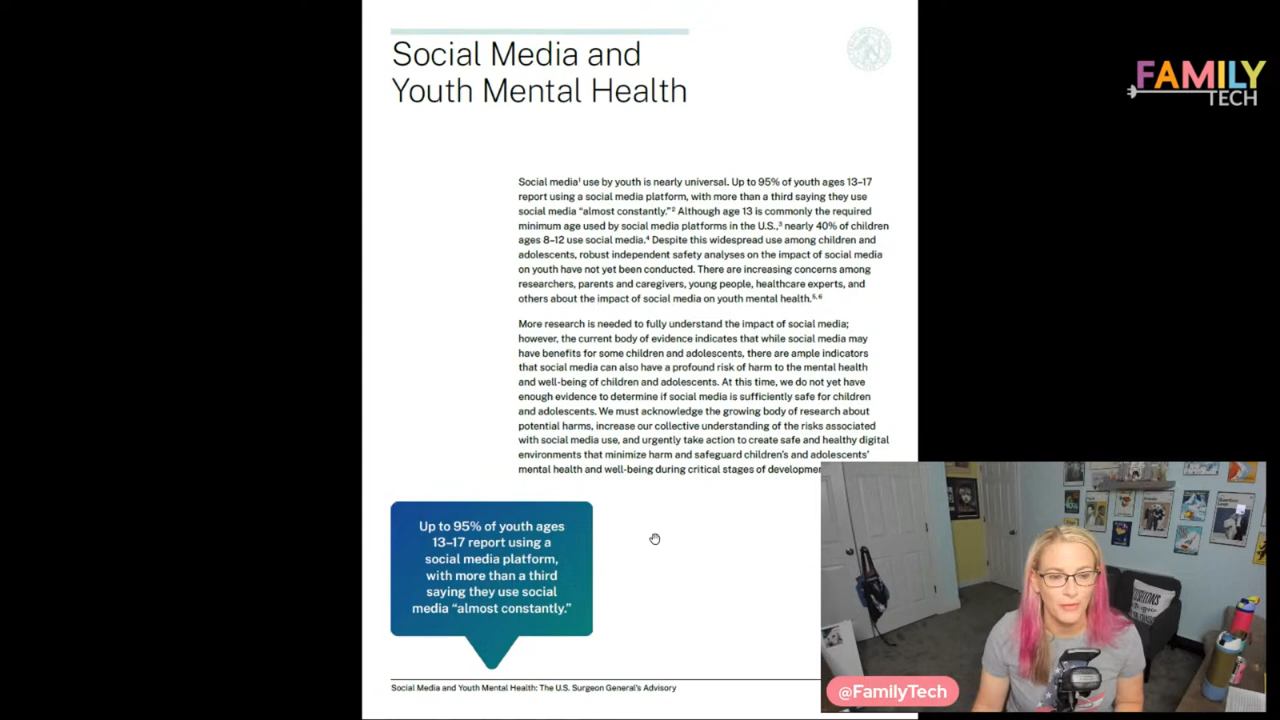 Social Media and
Youth Mental Health
FAMILY
TECH
Social media¹ use by youth is nearly universal. Up to 95% of youth ages 13–17
report using a social media platform, with more than a third saying they use
social media “almost constantly.”² Although age 13 is commonly the required
minimum age used by social media platforms in the U.S.,³ nearly 40% of children
ages 8–12 use social media.⁴ Despite this widespread use among children and
adolescents, robust independent safety analyses on the impact of social media
on youth have not yet been conducted. There are increasing concerns among
researchers, parents and caregivers, young people, healthcare experts, and
others about the impact of social media on youth mental health.⁵,⁶
More research is needed to fully understand the impact of social media;
however, the current body of evidence indicates that while social media may
have benefits for some children and adolescents, there are ample indicators
that social media can also have a profound risk of harm to the mental health
and well-being of children and adolescents. At this time, we do not yet have
enough evidence to determine if social media is sufficiently safe for children
and adolescents. We must acknowledge the growing body of research about
potential harms, increase our collective understanding of the risks associated
with social media use, and urgently take action to create safe and healthy digital
environments that minimize harm and safeguard children’s and adolescents’
mental health and well-being during critical stages of developme
Up to 95% of youth ages
13–17 report using a
social media platform,
with more than a third
saying they use social
media “almost constantly.”
Social Media and Youth Mental Health: The U.S. Surgeon General’s Advisory
@FamilyTech